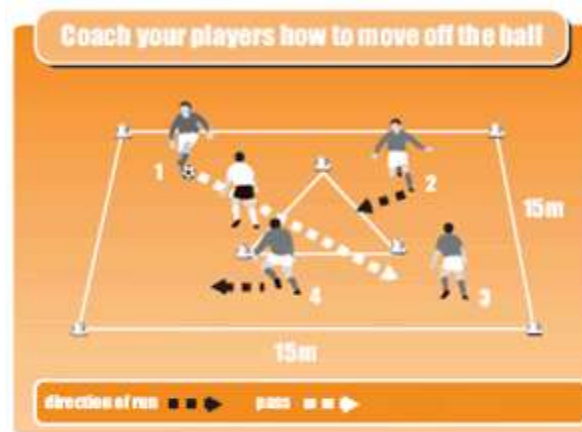 Coach your players how to move off the ball
1
2
15m
4
3
15m
direction of run
pass